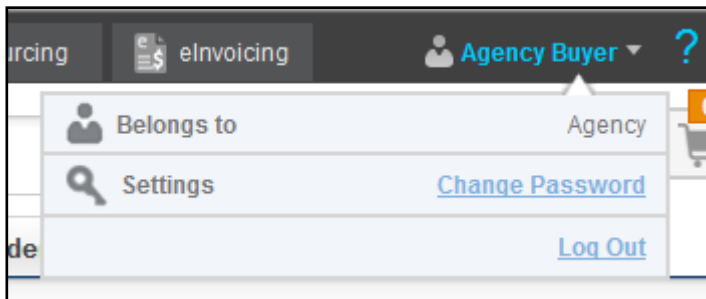 urcing eInvoicing Agency Buyer ?
Belongs to Agency
Settings Change Password
Log Out
de